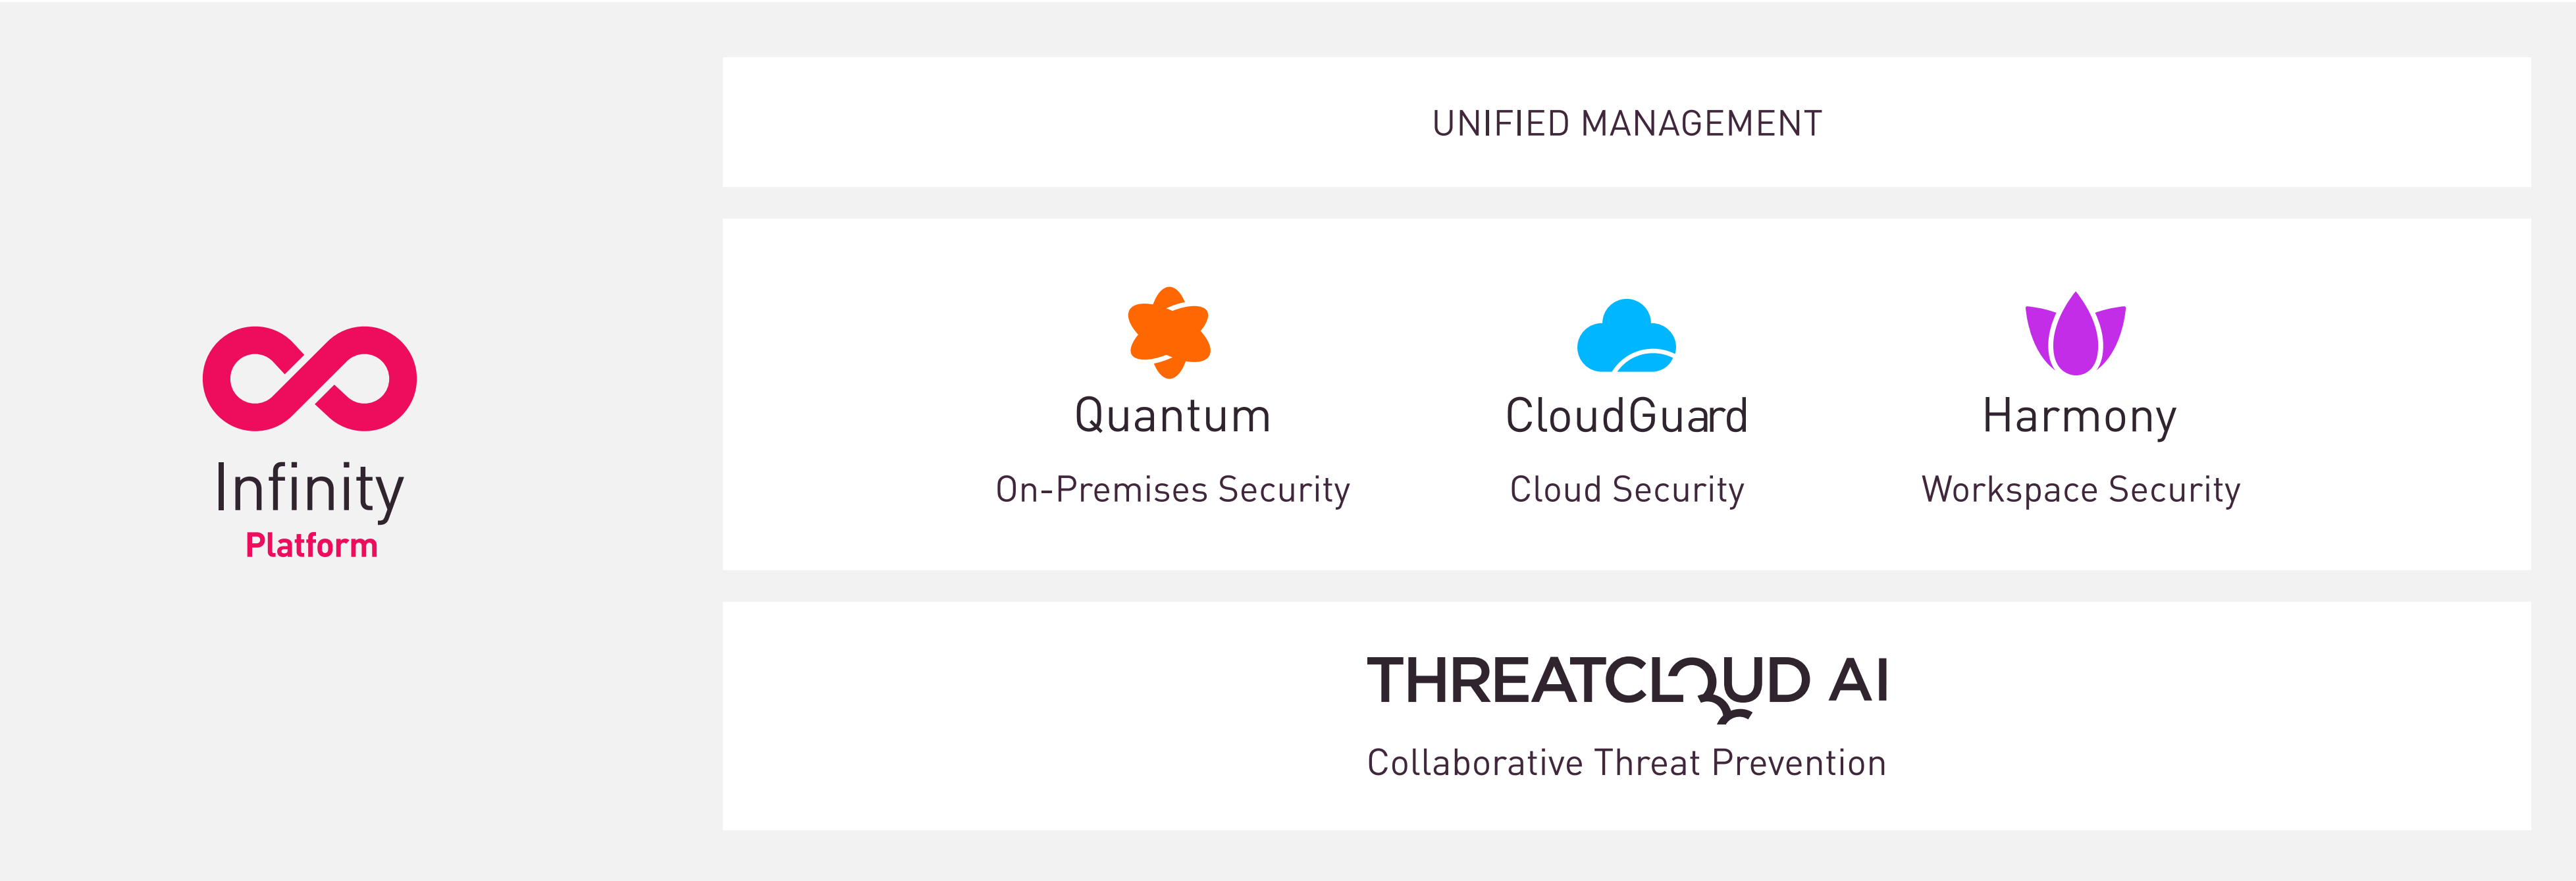 Infinity
Platform
UNIFIED MANAGEMENT
Quantum
On-Premises Security
CloudGuard
Cloud Security
Harmony
Workspace Security
THREATCLOUD AI
Collaborative Threat Prevention